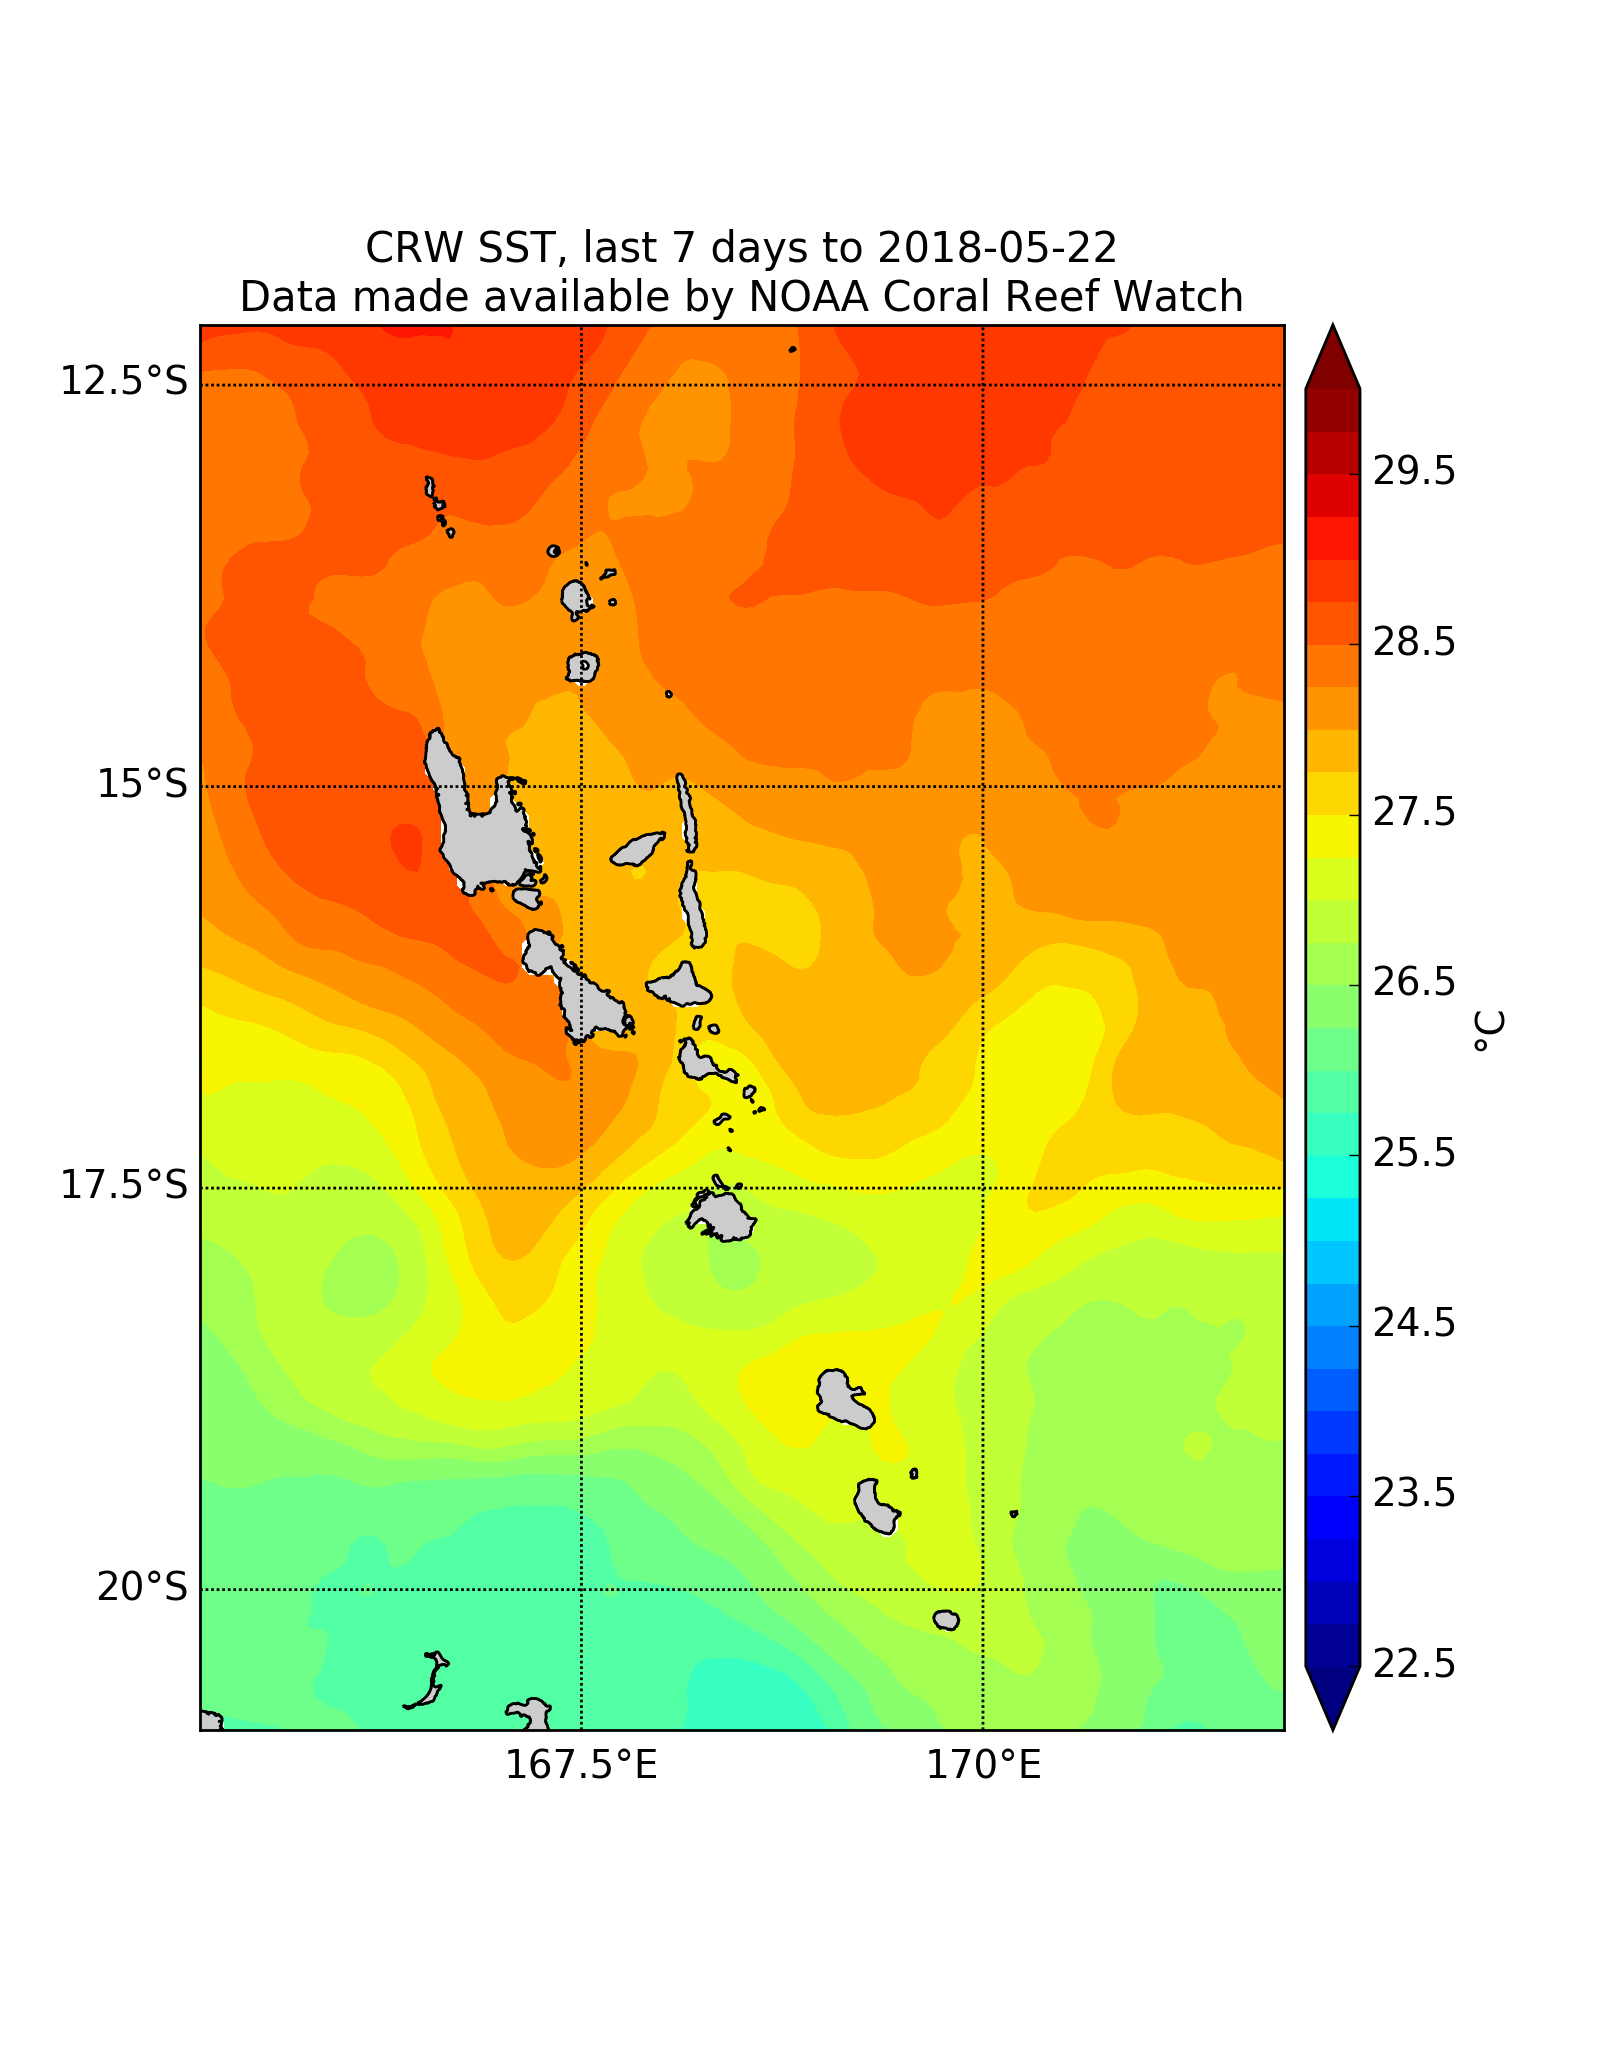 CRW SST, last 7 days to 2018-05-22
Data made available by NOAA Coral Reef Watch
12.5°S
15°S
17.5°S
20°S
167.5°E
170°E
29.5
28.5
27.5
26.5
25.5
24.5
23.5
22.5
°C